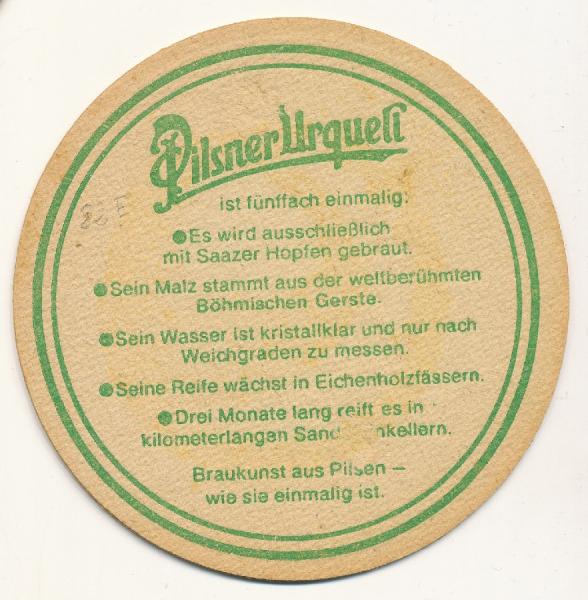 Pilsner Urquell
ist fünffach einmalig:
●Es wird ausschließlich
mit Saazer Hopfen gebraut.
●Sein Malz stammt aus der weltberühmten
Böhmischen Gerste.
●Sein Wasser ist kristallklar und nur nach
Weichgraden zu messen.
●Seine Reife wächst in Eichenholzfässern.
●Drei Monate lang reift es in
kilometerlangen
Braukunst aus Pilsen –
wie sie einmalig ist.